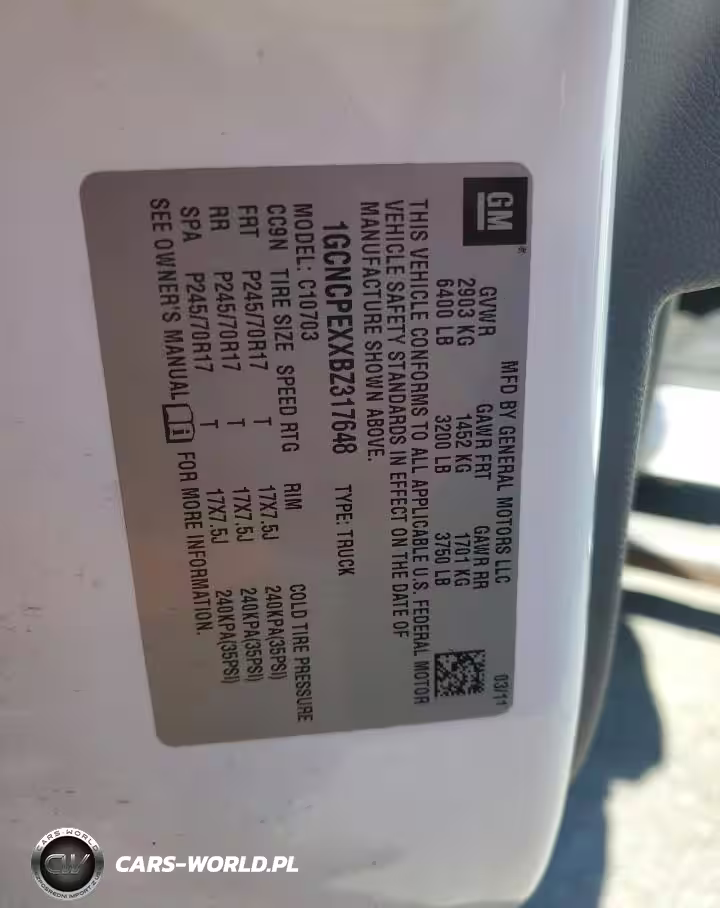 GM
®
MFD BY GENERAL MOTORS LLC
03/11
GVWR GAWR FRT GAWR RR
2903 KG 1452 KG 1701 KG
6400 LB 3200 LB 3750 LB
THIS VEHICLE CONFORMS TO ALL APPLICABLE U.S. FEDERAL MOTOR
VEHICLE SAFETY STANDARDS IN EFFECT ON THE DATE OF
MANUFACTURE SHOWN ABOVE.
1GCNCPEXXBZ317648 TYPE: TRUCK
MODEL: C10703
CC9N TIRE SIZE SPEED RTG RIM COLD TIRE PRESSURE
FRT P245/70R17 T 17X7.5J 240KPA(35PSI)
RR P245/70R17 T 17X7.5J 240KPA(35PSI)
SPA P245/70R17 T 17X7.5J 240KPA(35PSI)
SEE OWNER'S MANUAL FOR MORE INFORMATION.
CARS-WORLD
CW
CARS-WORLD.PL